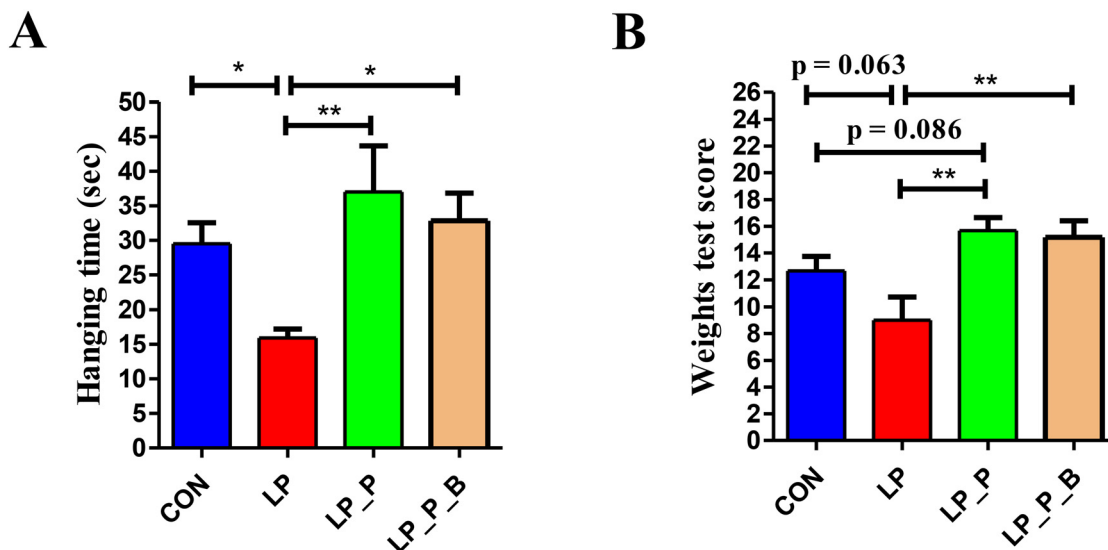 A
*
*
**
Hanging time (sec)
50
45
40
35
30
25
20
15
10
5
0
CON
LP
LP_P
LP_P_B
B
p = 0.063
**
p = 0.086
**
Weights test score
26
24
22
20
18
16
14
12
10
8
6
4
2
0
CON
LP
LP_P
LP_P_B